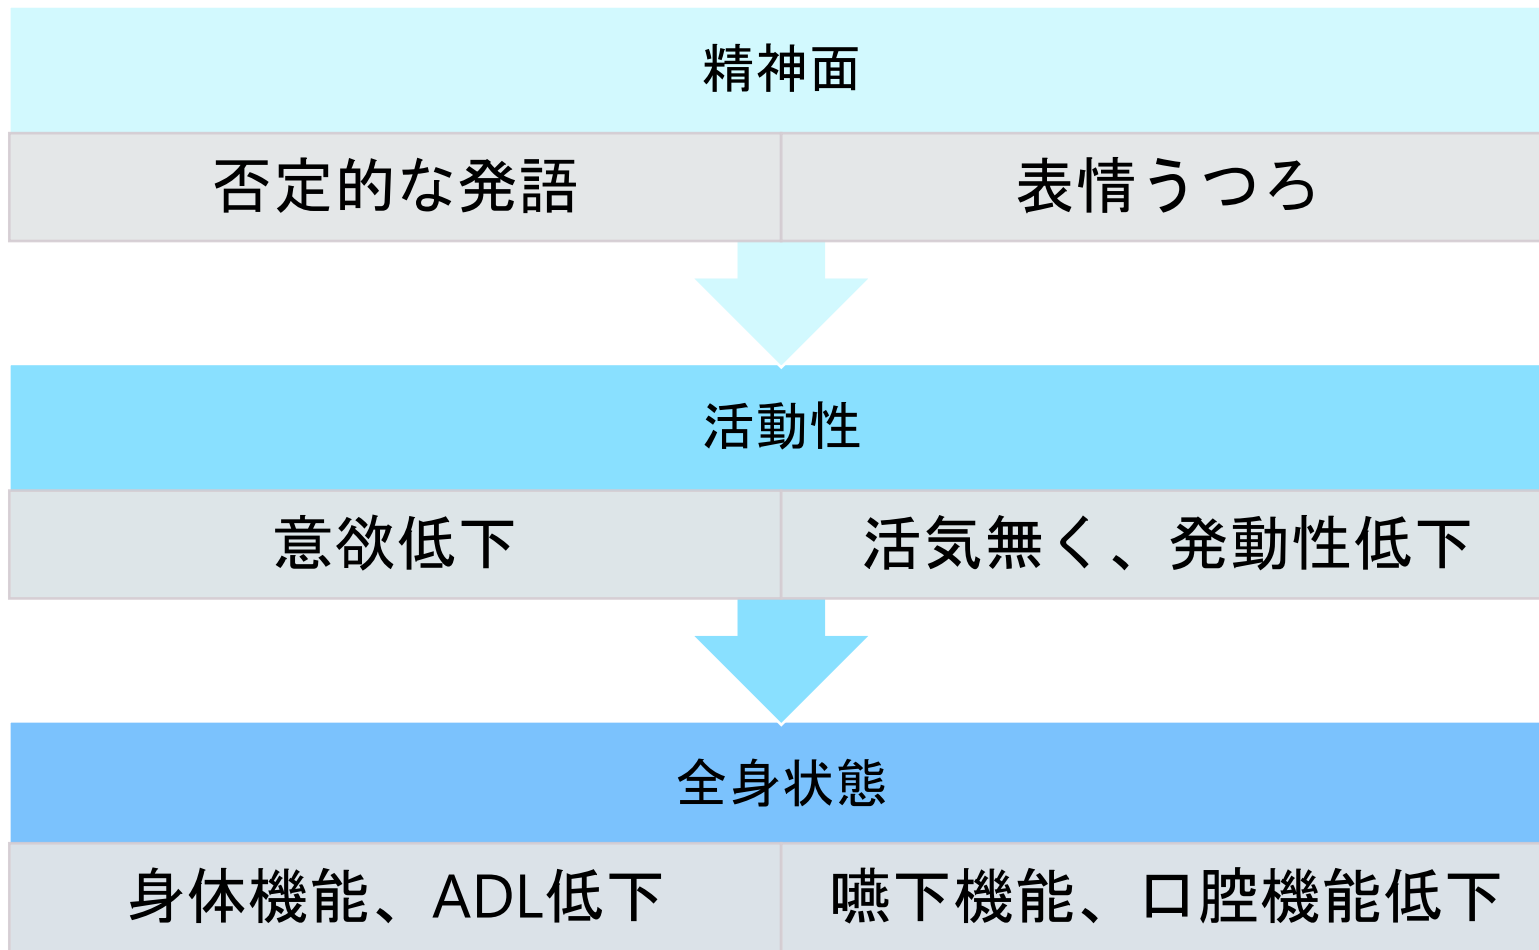 精神面
否定的な発語
表情うつろ
活動性
意欲低下
活気無く、発動性低下
全身状態
身体機能、ADL低下
嚥下機能、口腔機能低下